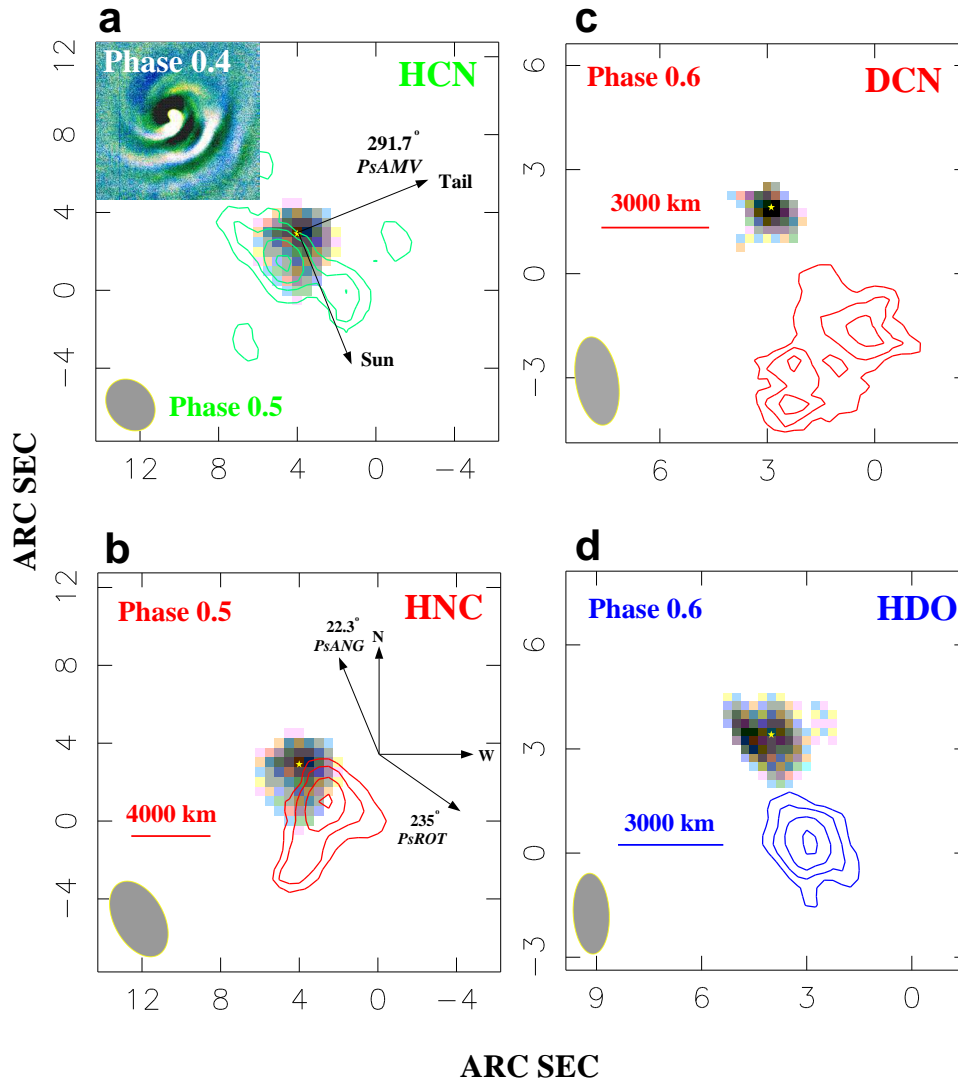 a
Phase 0.4
HCN
291.7°
PsAMV
Tail
Sun
Phase 0.5
12
8
4
0
−4
12 8 4 0 −4
c
Phase 0.6
DCN
3000 km
6
3
0
−3
6 3 0
ARC SEC
b
Phase 0.5
HNC
22.3°
PsANG
N
W
235°
PsROT
4000 km
12
8
4
0
−4
12 8 4 0 −4
d
Phase 0.6
HDO
3000 km
6
3
0
−3
9 6 3 0
ARC SEC